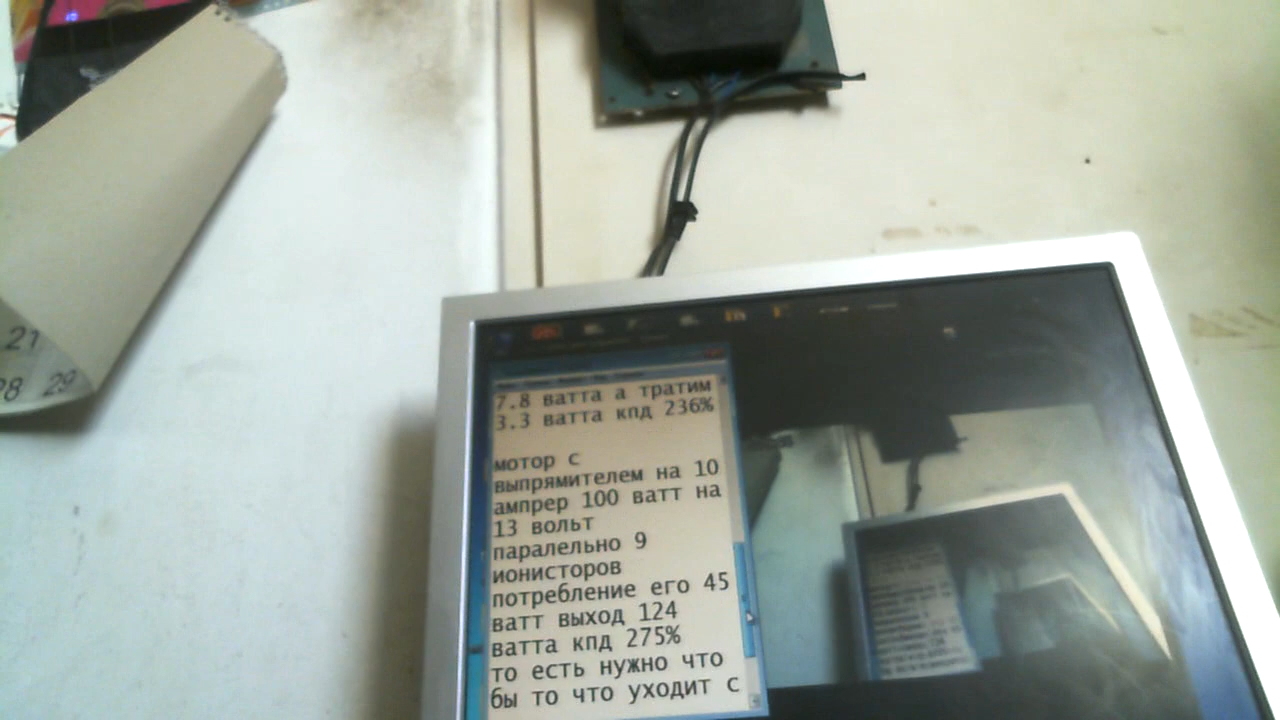 21
28 29
7.8 ватта а тратим
3.3 ватта кпд 236%
мотор с
выпрямителем на 10
ампрер 100 ватт на
13 вольт
паралельно 9
ионисторов
потребление его 45
ватт выход 124
ватта кпд 275%
то есть нужно что
бы то что уходит с